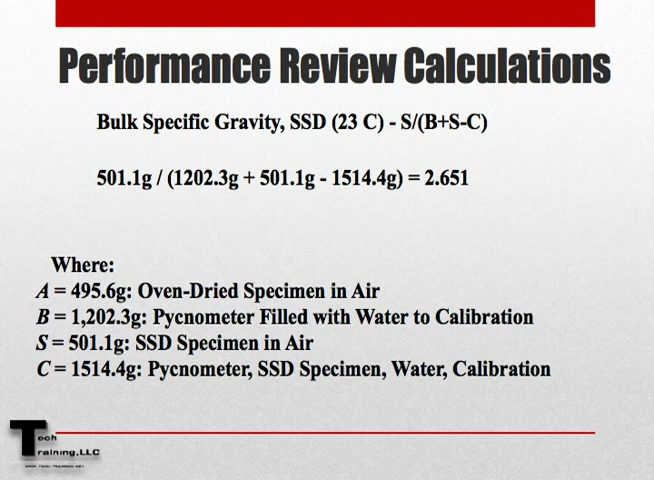 Performance Review Calculations
Bulk Specific Gravity, SSD (23 C) - S/(B+S-C)
501.1g / (1202.3g + 501.1g - 1514.4g) = 2.651
Where:
A = 495.6g: Oven-Dried Specimen in Air
B = 1,202.3g: Pycnometer Filled with Water to Calibration
S = 501.1g: SSD Specimen in Air
C = 1514.4g: Pycnometer, SSD Specimen, Water, Calibration
Tech
Training,LLC